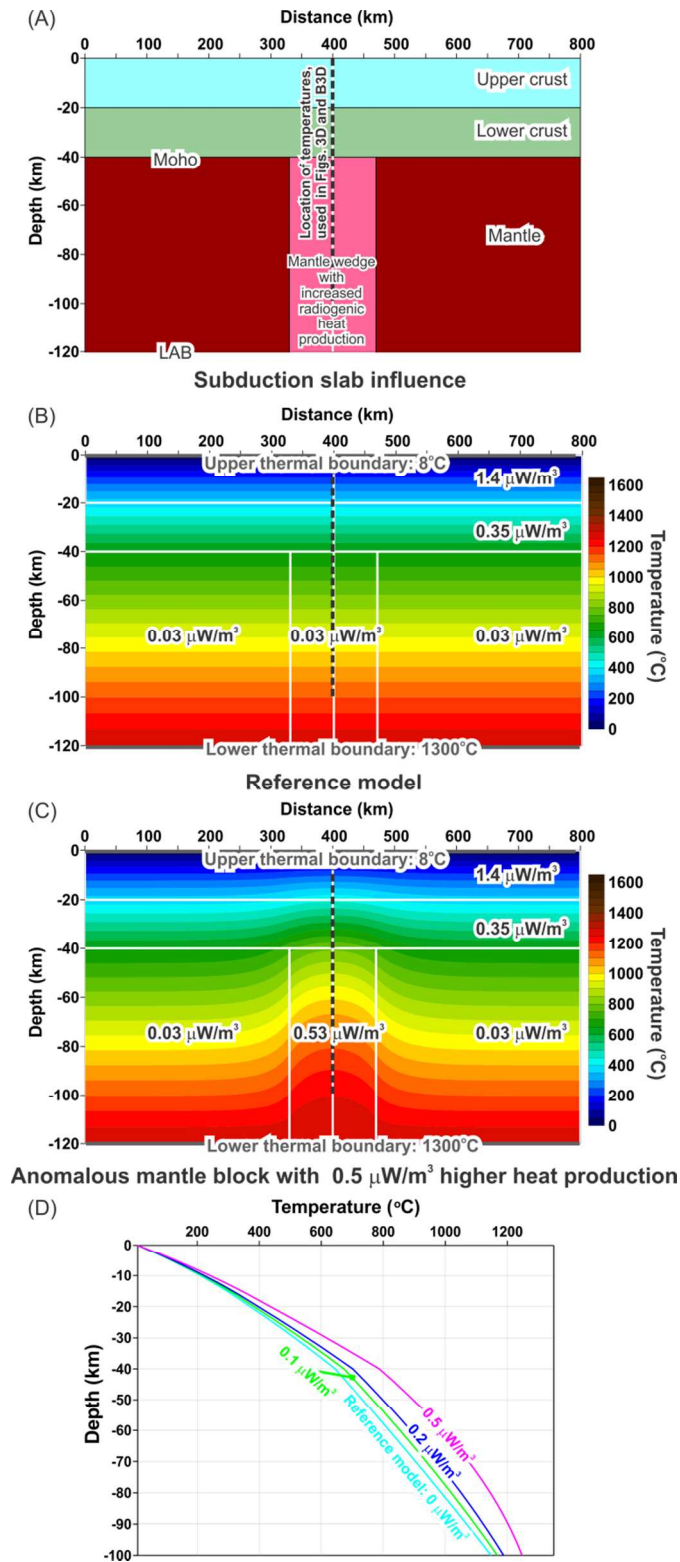 (A)
Distance (km)
0 100 200 300 400 500 600 700 800
Depth (km)
0
-20
-40
-60
-80
-100
-120
Upper crust
Lower crust
Moho
Location of temperatures,
used in Figs. 3D and B3D
Mantle
Mantle wedge
with
increased
radiogenic
heat
production
LAB
Subduction slab influence
(B)
Distance (km)
0 100 200 300 400 500 600 700 800
Depth (km)
0
-20
-40
-60
-80
-100
-120
Upper thermal boundary: 8°C
1.4 μW/m³
0.35 μW/m³
0.03 μW/m³ 0.03 μW/m³ 0.03 μW/m³
Lower thermal boundary: 1300°C
1600
1400
1200
1000
800
600
400
200
0
Temperature (°C)
Reference model
(C)
Distance (km)
0 100 200 300 400 500 600 700 800
Depth (km)
0
-20
-40
-60
-80
-100
-120
Upper thermal boundary: 8°C
1.4 μW/m³
0.35 μW/m³
0.03 μW/m³ 0.53 μW/m³ 0.03 μW/m³
Lower thermal boundary: 1300°C
1600
1400
1200
1000
800
600
400
200
0
Temperature (°C)
Anomalous mantle block with 0.5 μW/m³ higher heat production
(D)
Temperature (°C)
200 400 600 800 1000 1200
Depth (km)
0
-10
-20
-30
-40
-50
-60
-70
-80
-90
-100
0.1 μW/m³
Reference model: 0 μW/m³
0.2 μW/m³
0.5 μW/m³